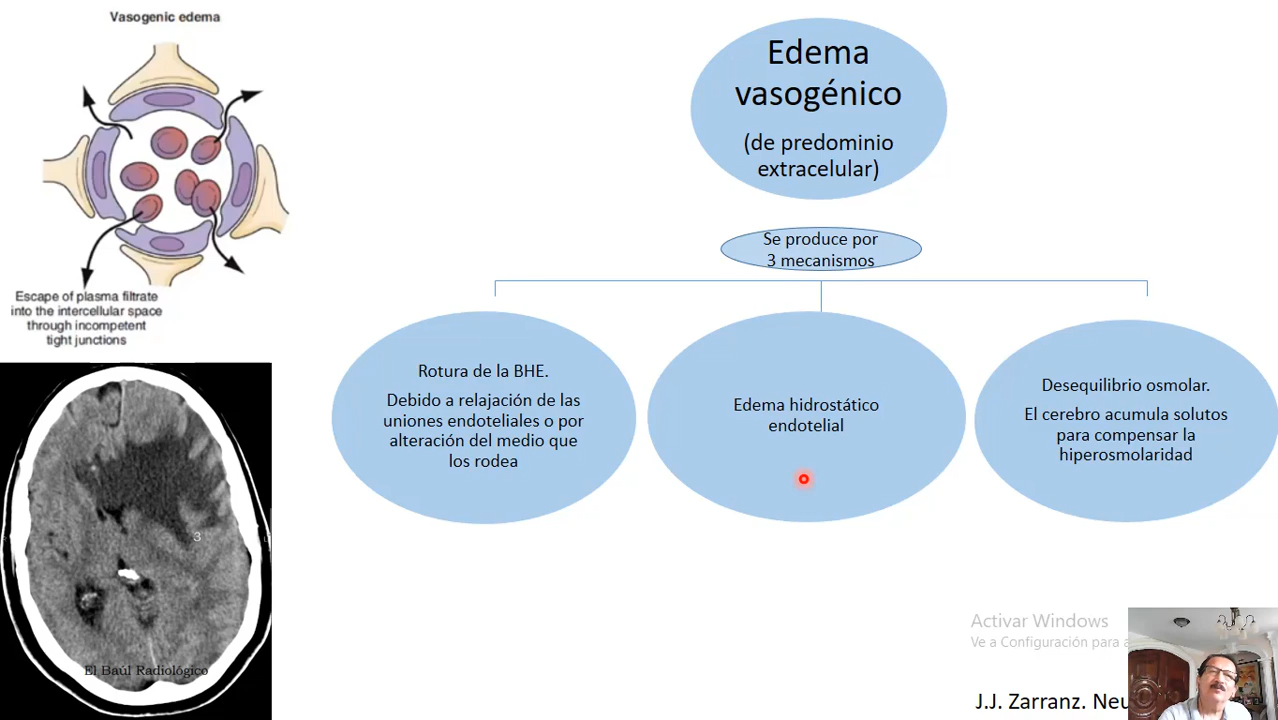 Vasogenic edema
Escape of plasma filtrate
into the intercellular space
through incompetent
tight junctions
3
El Baúl Radiológico
Edema
vasogénico
(de predominio
extracelular)
Se produce por
3 mecanismos
Rotura de la BHE.
Debido a relajación de las
uniones endoteliales o por
alteración del medio que
los rodea
Edema hidrostático
endotelial
Desequilibrio osmolar.
El cerebro acumula solutos
para compensar la
hiperosmolaridad
Activar Windows
Ve a Configuración para a
J.J. Zarranz. Neu